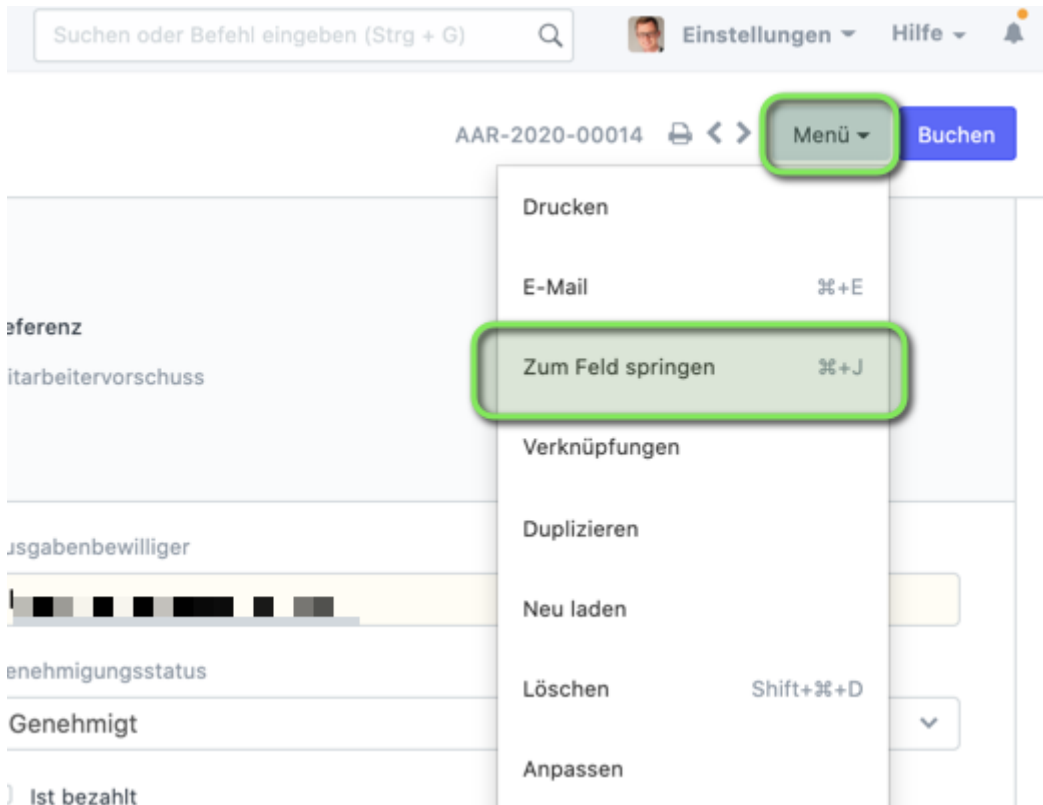 Suchen oder Befehl eingeben (Strg + G)
Einstellungen
Hilfe
AAR-2020-00014
Menü
Buchen
Drucken
E-Mail ⌘+E
eferenz
Zum Feld springen ⌘+J
itarbeitervorschuss
Verknüpfungen
Duplizieren
usgabenbewilliger
Neu laden
enehmigungsstatus
Löschen Shift+⌘+D
Genehmigt
Anpassen
Ist bezahlt